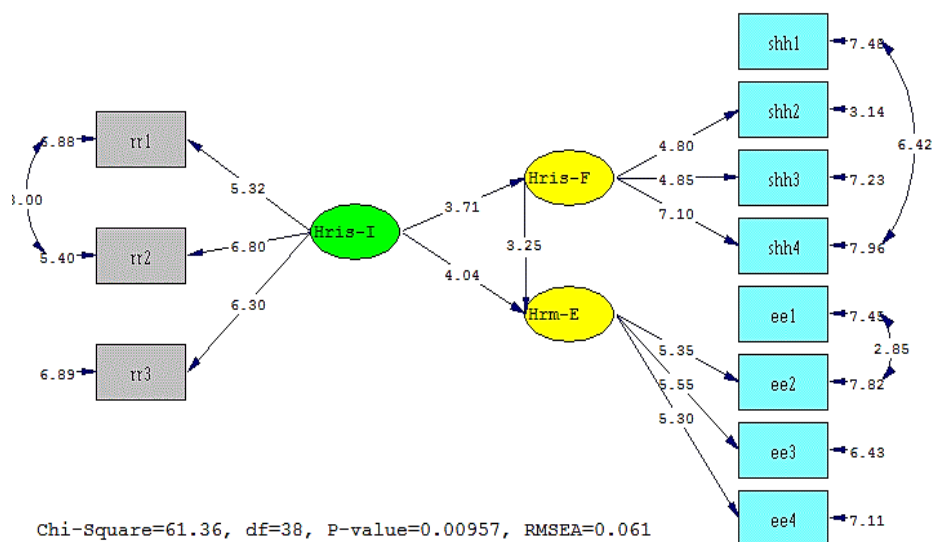 shh1
7.48
shh2
3.14
shh3
7.23
shh4
7.96
6.42
4.80
4.85
7.10
Hris-F
rr1
6.88
rr2
5.40
rr3
6.89
5.32
6.80
6.30
Hris-I
3.71
4.04
3.25
Hrm-E
5.35
5.55
5.30
ee1
7.45
ee2
7.82
2.85
ee3
6.43
ee4
7.11
Chi-Square=61.36, df=38, P-value=0.00957, RMSEA=0.061